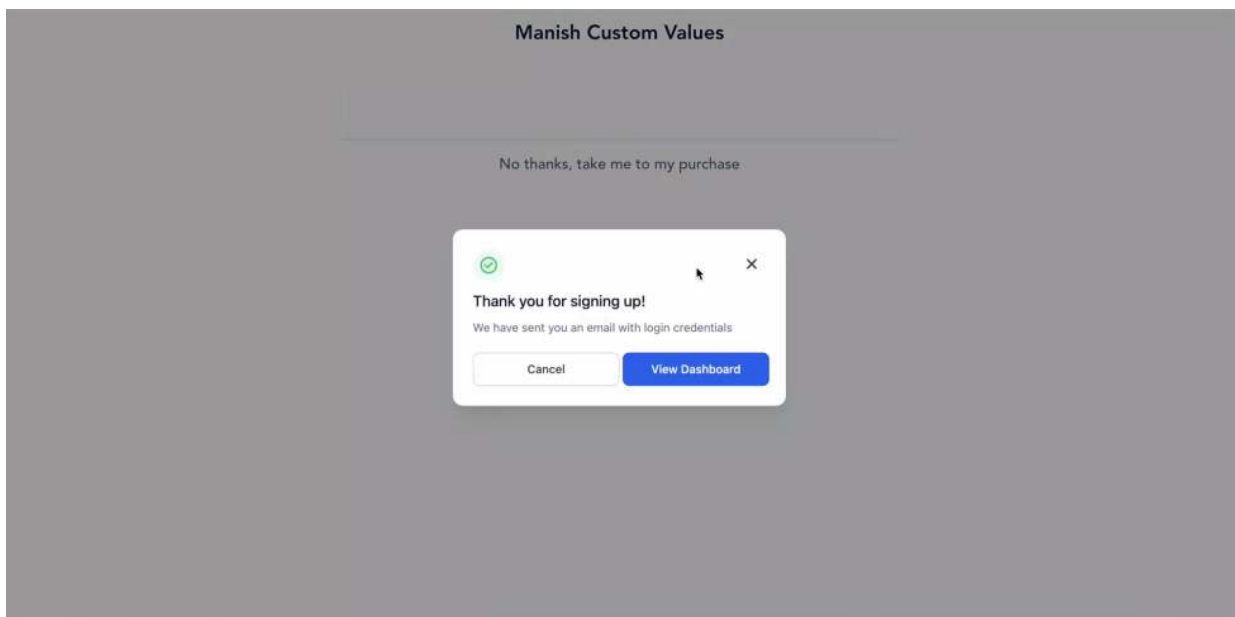 Manish Custom Values
No thanks, take me to my purchase
Thank you for signing up!
We have sent you an email with login credentials
Cancel
View Dashboard